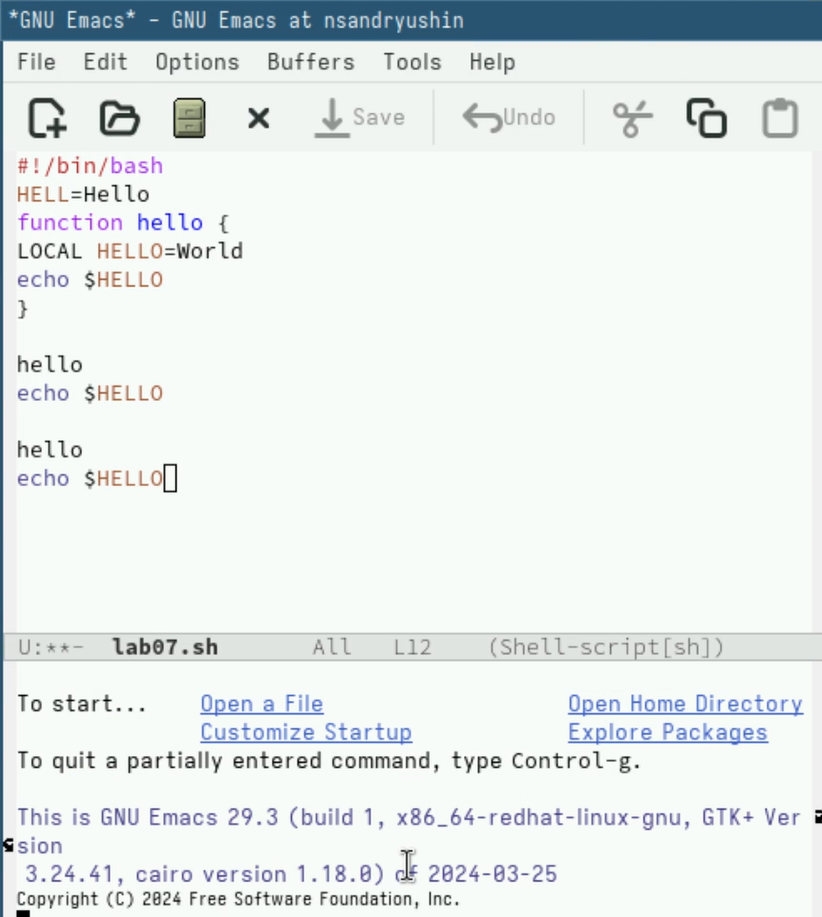 *GNU Emacs* - GNU Emacs at nsandryushin
File Edit Options Buffers Tools Help
Save Undo
#!/bin/bash
HELL=Hello
function hello {
LOCAL HELLO=World
echo $HELLO
}
hello
echo $HELLO
hello
echo $HELLO
U:**- lab07.sh All L12 (Shell-script[sh])
To start... Open a File Open Home Directory
Customize Startup Explore Packages
To quit a partially entered command, type Control-g.
This is GNU Emacs 29.3 (build 1, x86_64-redhat-linux-gnu, GTK+ Ver
sion
3.24.41, cairo version 1.18.0) of 2024-03-25
Copyright (C) 2024 Free Software Foundation, Inc.